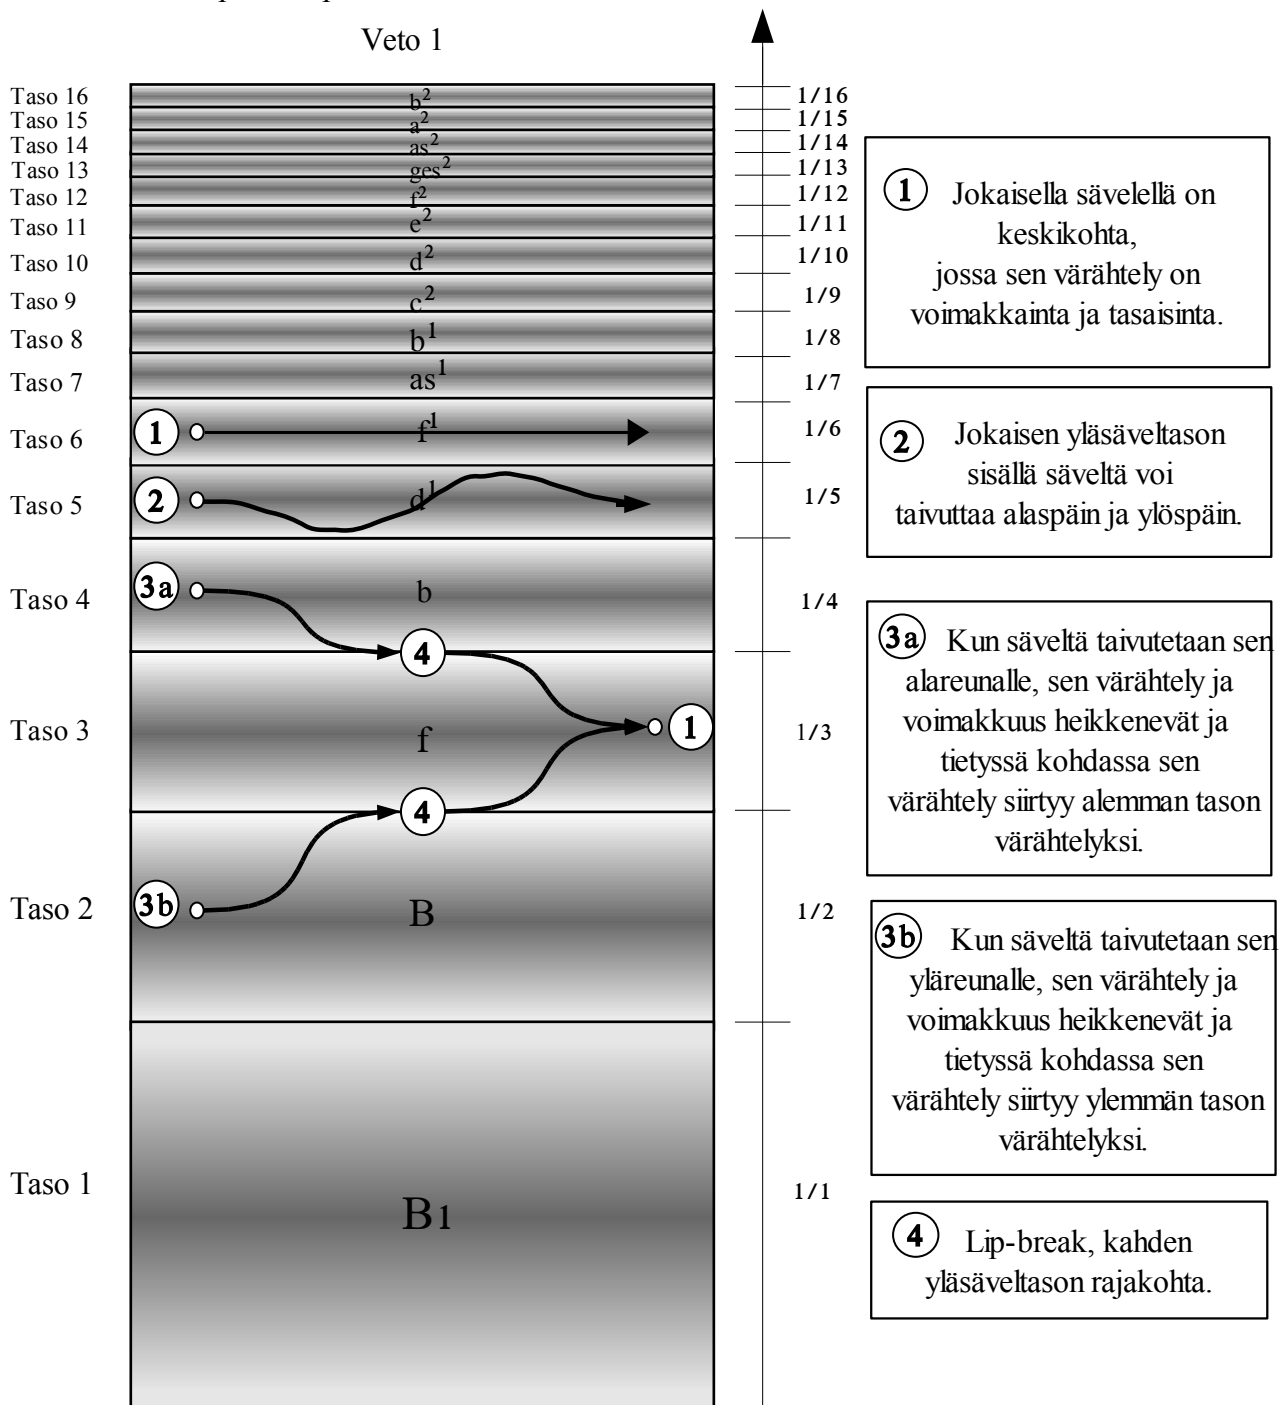 Veto 1
Taso 16 b² 1/16
Taso 15 a² 1/15
Taso 14 as² 1/14
Taso 13 ges² 1/13
Taso 12 f² 1/12
Taso 11 e² 1/11
Taso 10 d² 1/10
Taso 9 c² 1/9
Taso 8 b¹ 1/8
Taso 7 as¹ 1/7
Taso 6 1 f¹ 1/6
Taso 5 2 d¹ 1/5
Taso 4 3a b 1/4
4
Taso 3 f 1 1/3
4
Taso 2 3b B 1/2
Taso 1 B1 1/1
1 Jokaisella sävelellä on
keskikohta,
jossa sen värähtely on
voimakkainta ja tasaisinta.
2 Jokaisen yläsäveltason
sisällä säveltä voi
taivuttaa alaspäin ja ylöspäin.
3a Kun säveltä taivutetaan sen
alareunalle, sen värähtely ja
voimakkuus heikkenevät ja
tietyssä kohdassa sen
värähtely siirtyy alemman tason
värähtelyksi.
3b Kun säveltä taivutetaan sen
yläreunalle, sen värähtely ja
voimakkuus heikkenevät ja
tietyssä kohdassa sen
värähtely siirtyy ylemmän tason
värähtelyksi.
4 Lip-break, kahden
yläsäveltason rajakohta.